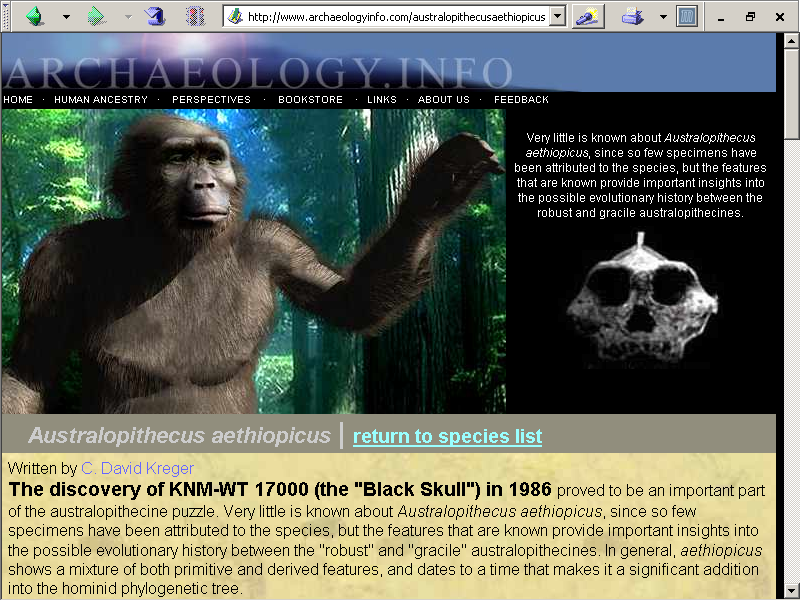 http://www.archaeologyinfo.com/australopithecusaethiopicus
ARCHAEOLOGY.INFO
HOME · HUMAN ANCESTRY · PERSPECTIVES · BOOKSTORE · LINKS · ABOUT US · FEEDBACK
Very little is known about Australopithecus
aethiopicus, since so few specimens have
been attributed to the species, but the features
that are known provide important insights into
the possible evolutionary history between the
robust and gracile australopithecines.
Australopithecus aethiopicus | return to species list
Written by C. David Kreger
The discovery of KNM-WT 17000 (the "Black Skull") in 1986 proved to be an important part
of the australopithecine puzzle. Very little is known about Australopithecus aethiopicus, since so few
specimens have been attributed to the species, but the features that are known provide important insights into
the possible evolutionary history between the "robust" and "gracile" australopithecines. In general, aethiopicus
shows a mixture of both primitive and derived features, and dates to a time that makes it a significant addition
into the hominid phylogenetic tree.